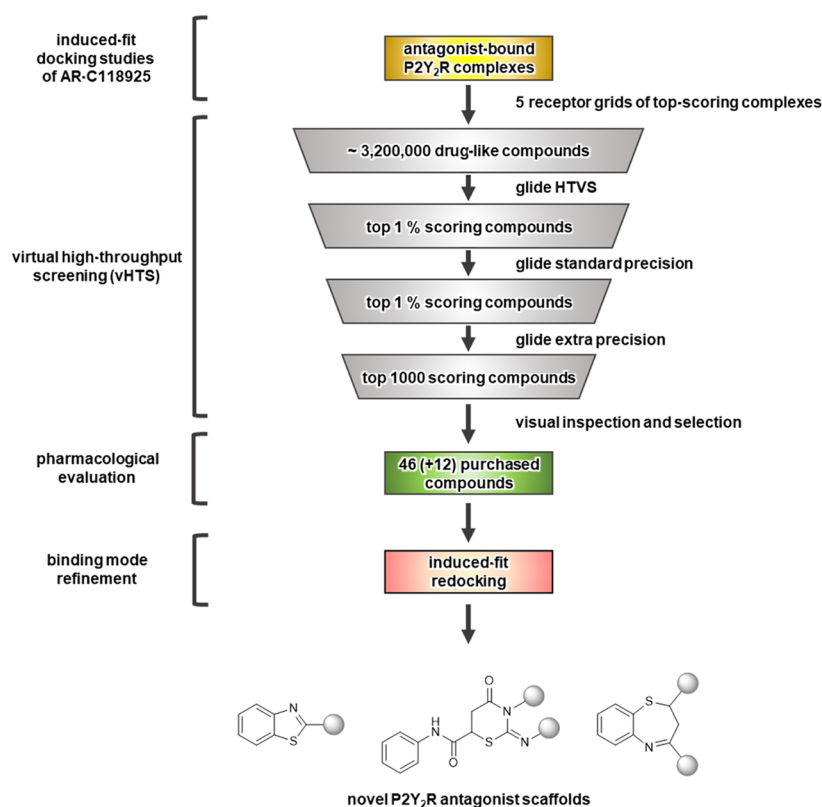 induced-fit
docking studies
of AR-C118925
antagonist-bound
P2Y₂R complexes
5 receptor grids of top-scoring complexes
~ 3,200,000 drug-like compounds
glide HTVS
top 1 % scoring compounds
glide standard precision
virtual high-throughput
screening (vHTS)
top 1 % scoring compounds
glide extra precision
top 1000 scoring compounds
visual inspection and selection
pharmacological
evaluation
46 (+12) purchased
compounds
binding mode
refinement
induced-fit
redocking
N
S
H
N
O
O
N
S
N
S
N
novel P2Y₂R antagonist scaffolds